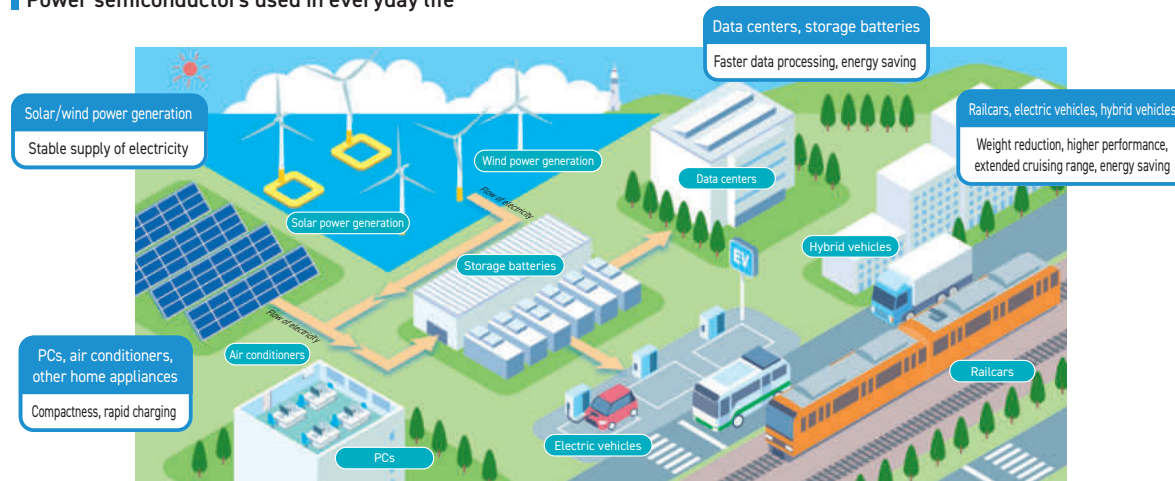 Power semiconductors used in everyday life
Data centers, storage batteries
Faster data processing, energy saving
Solar/wind power generation
Stable supply of electricity
Railcars, electric vehicles, hybrid vehicles
Weight reduction, higher performance,
extended cruising range, energy saving
Wind power generation
Data centers
Flow of electricity
Solar power generation
Hybrid vehicles
EV
Storage batteries
Flow of electricity
Air conditioners
PCs, air conditioners,
other home appliances
Compactness, rapid charging
Railcars
Electric vehicles
PCs